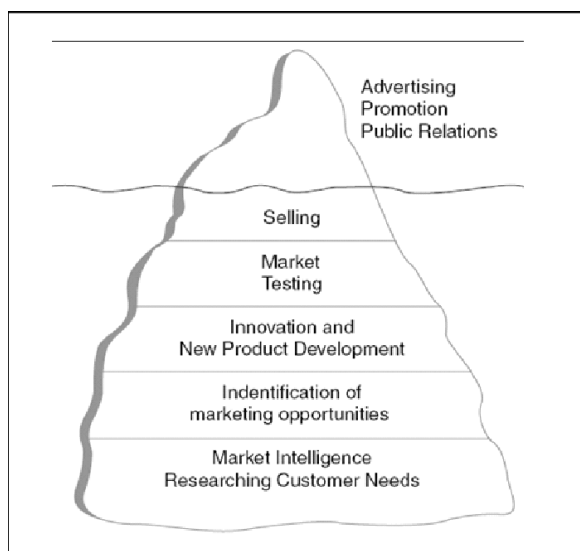 Advertising
Promotion
Public Relations
Selling
Market
Testing
Innovation and
New Product Development
Indentification of
marketing opportunities
Market Intelligence
Researching Customer Needs